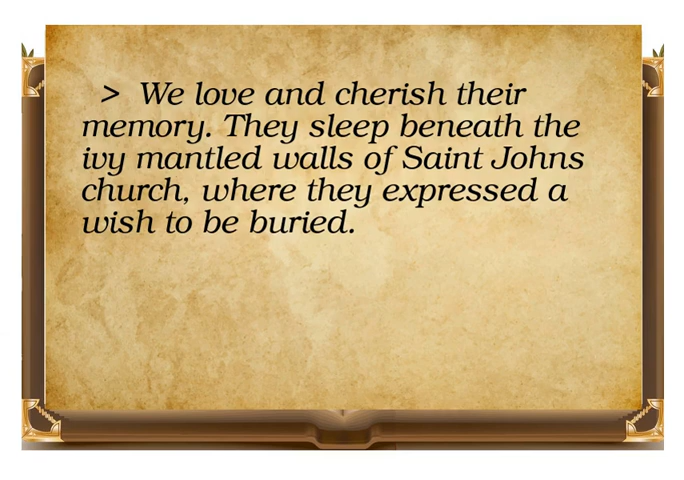 > We love and cherish their
memory. They sleep beneath the
ivy mantled walls of Saint Johns
church, where they expressed a
wish to be buried.